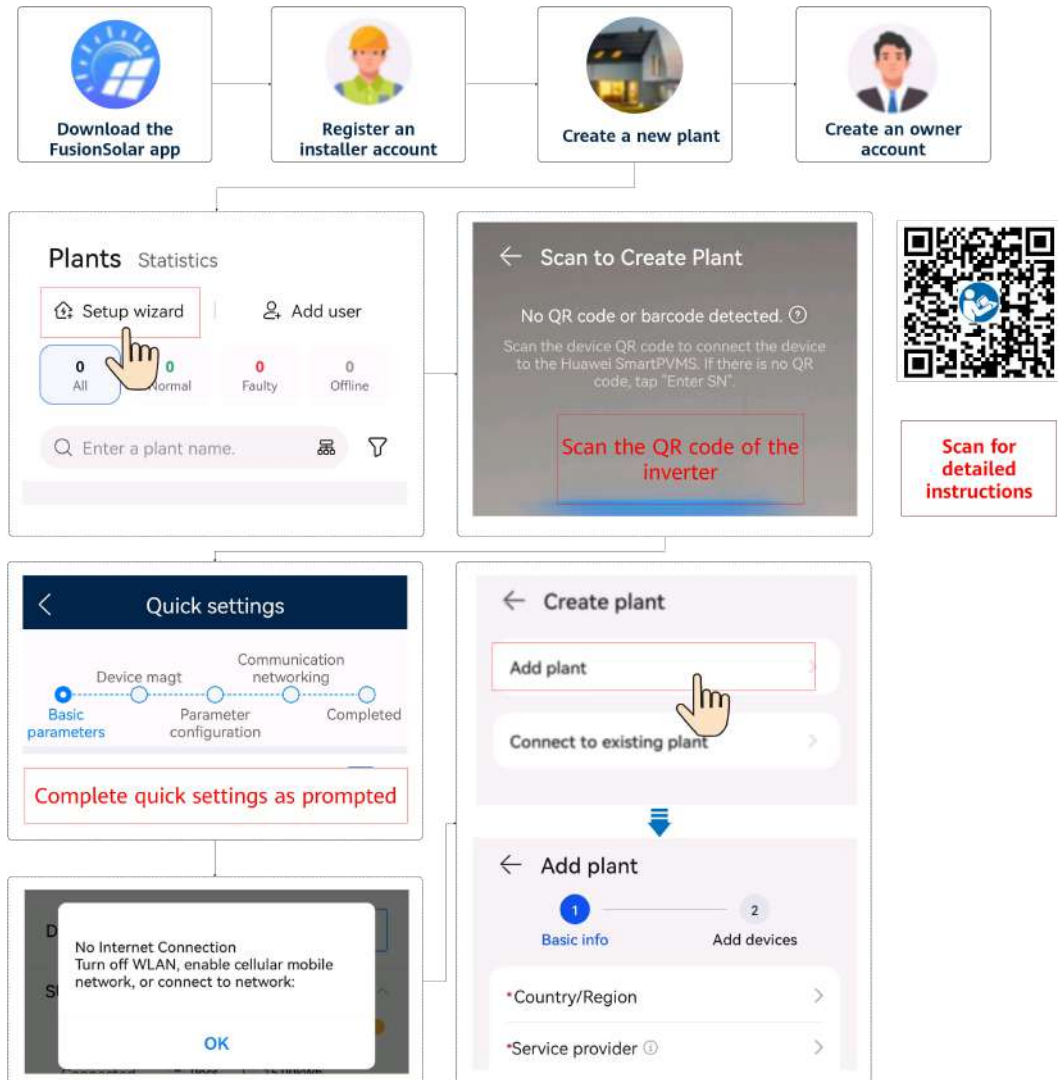 Download the
FusionSolar app
Register an
installer account
Create a new plant
Create an owner
account
Plants Statistics
Setup wizard
Add user
0
All
0
Normal
0
Faulty
0
Offline
Enter a plant name.
Scan to Create Plant
No QR code or barcode detected.
Scan the device QR code to connect the device
to the Huawei SmartPVMS. If there is no QR
code, tap "Enter SN".
Scan the QR code of the
inverter
Scan for
detailed
instructions
Quick settings
Basic
parameters
Device magt
Parameter
configuration
Communication
networking
Completed
Complete quick settings as prompted
No Internet Connection
Turn off WLAN, enable cellular mobile
network, or connect to network:
OK
Create plant
Add plant
Connect to existing plant
Add plant
1
Basic info
2
Add devices
*Country/Region
*Service provider